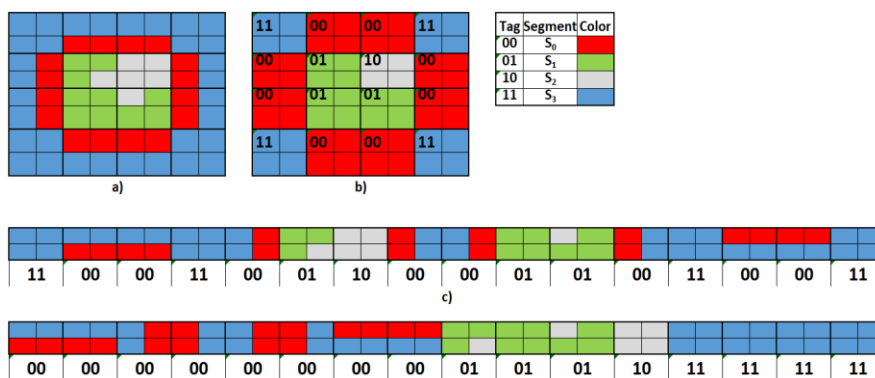 11 00 00 11
00 01 10 00
00 01 01 00
11 00 00 11
a)
b)
Tag Segment Color
00 S₀
01 S₁
10 S₂
11 S₃
11 00 00 11 00 01 10 00 00 01 01 00 11 00 00 11
c)
00 00 00 00 00 00 00 00 01 01 01 10 11 11 11 11